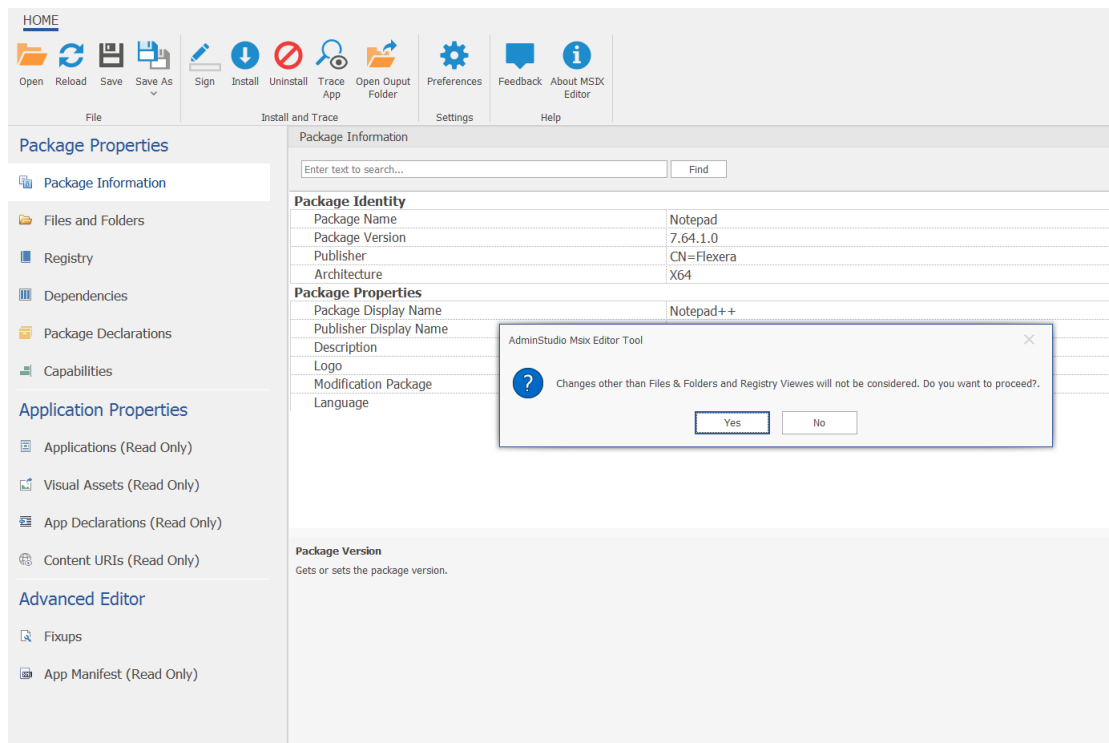 HOME
Open Reload Save Save As Sign Install Uninstall Trace App Open Ouput Folder Preferences Feedback About MSIX Editor
File Install and Trace Settings Help
Package Properties
Package Information
Files and Folders
Registry
Dependencies
Package Declarations
Capabilities
Application Properties
Applications (Read Only)
Visual Assets (Read Only)
App Declarations (Read Only)
Content URIs (Read Only)
Advanced Editor
Fixups
App Manifest (Read Only)
Package Information
Enter text to search... Find
Package Identity
Package Name Notepad
Package Version 7.64.1.0
Publisher CN=Flexera
Architecture X64
Package Properties
Package Display Name Notepad++
Publisher Display Name
Description
Logo
Modification Package
Language
AdminStudio Msix Editor Tool
Changes other than Files & Folders and Registry Viewes will not be considered. Do you want to proceed?.
Yes No
Package Version
Gets or sets the package version.